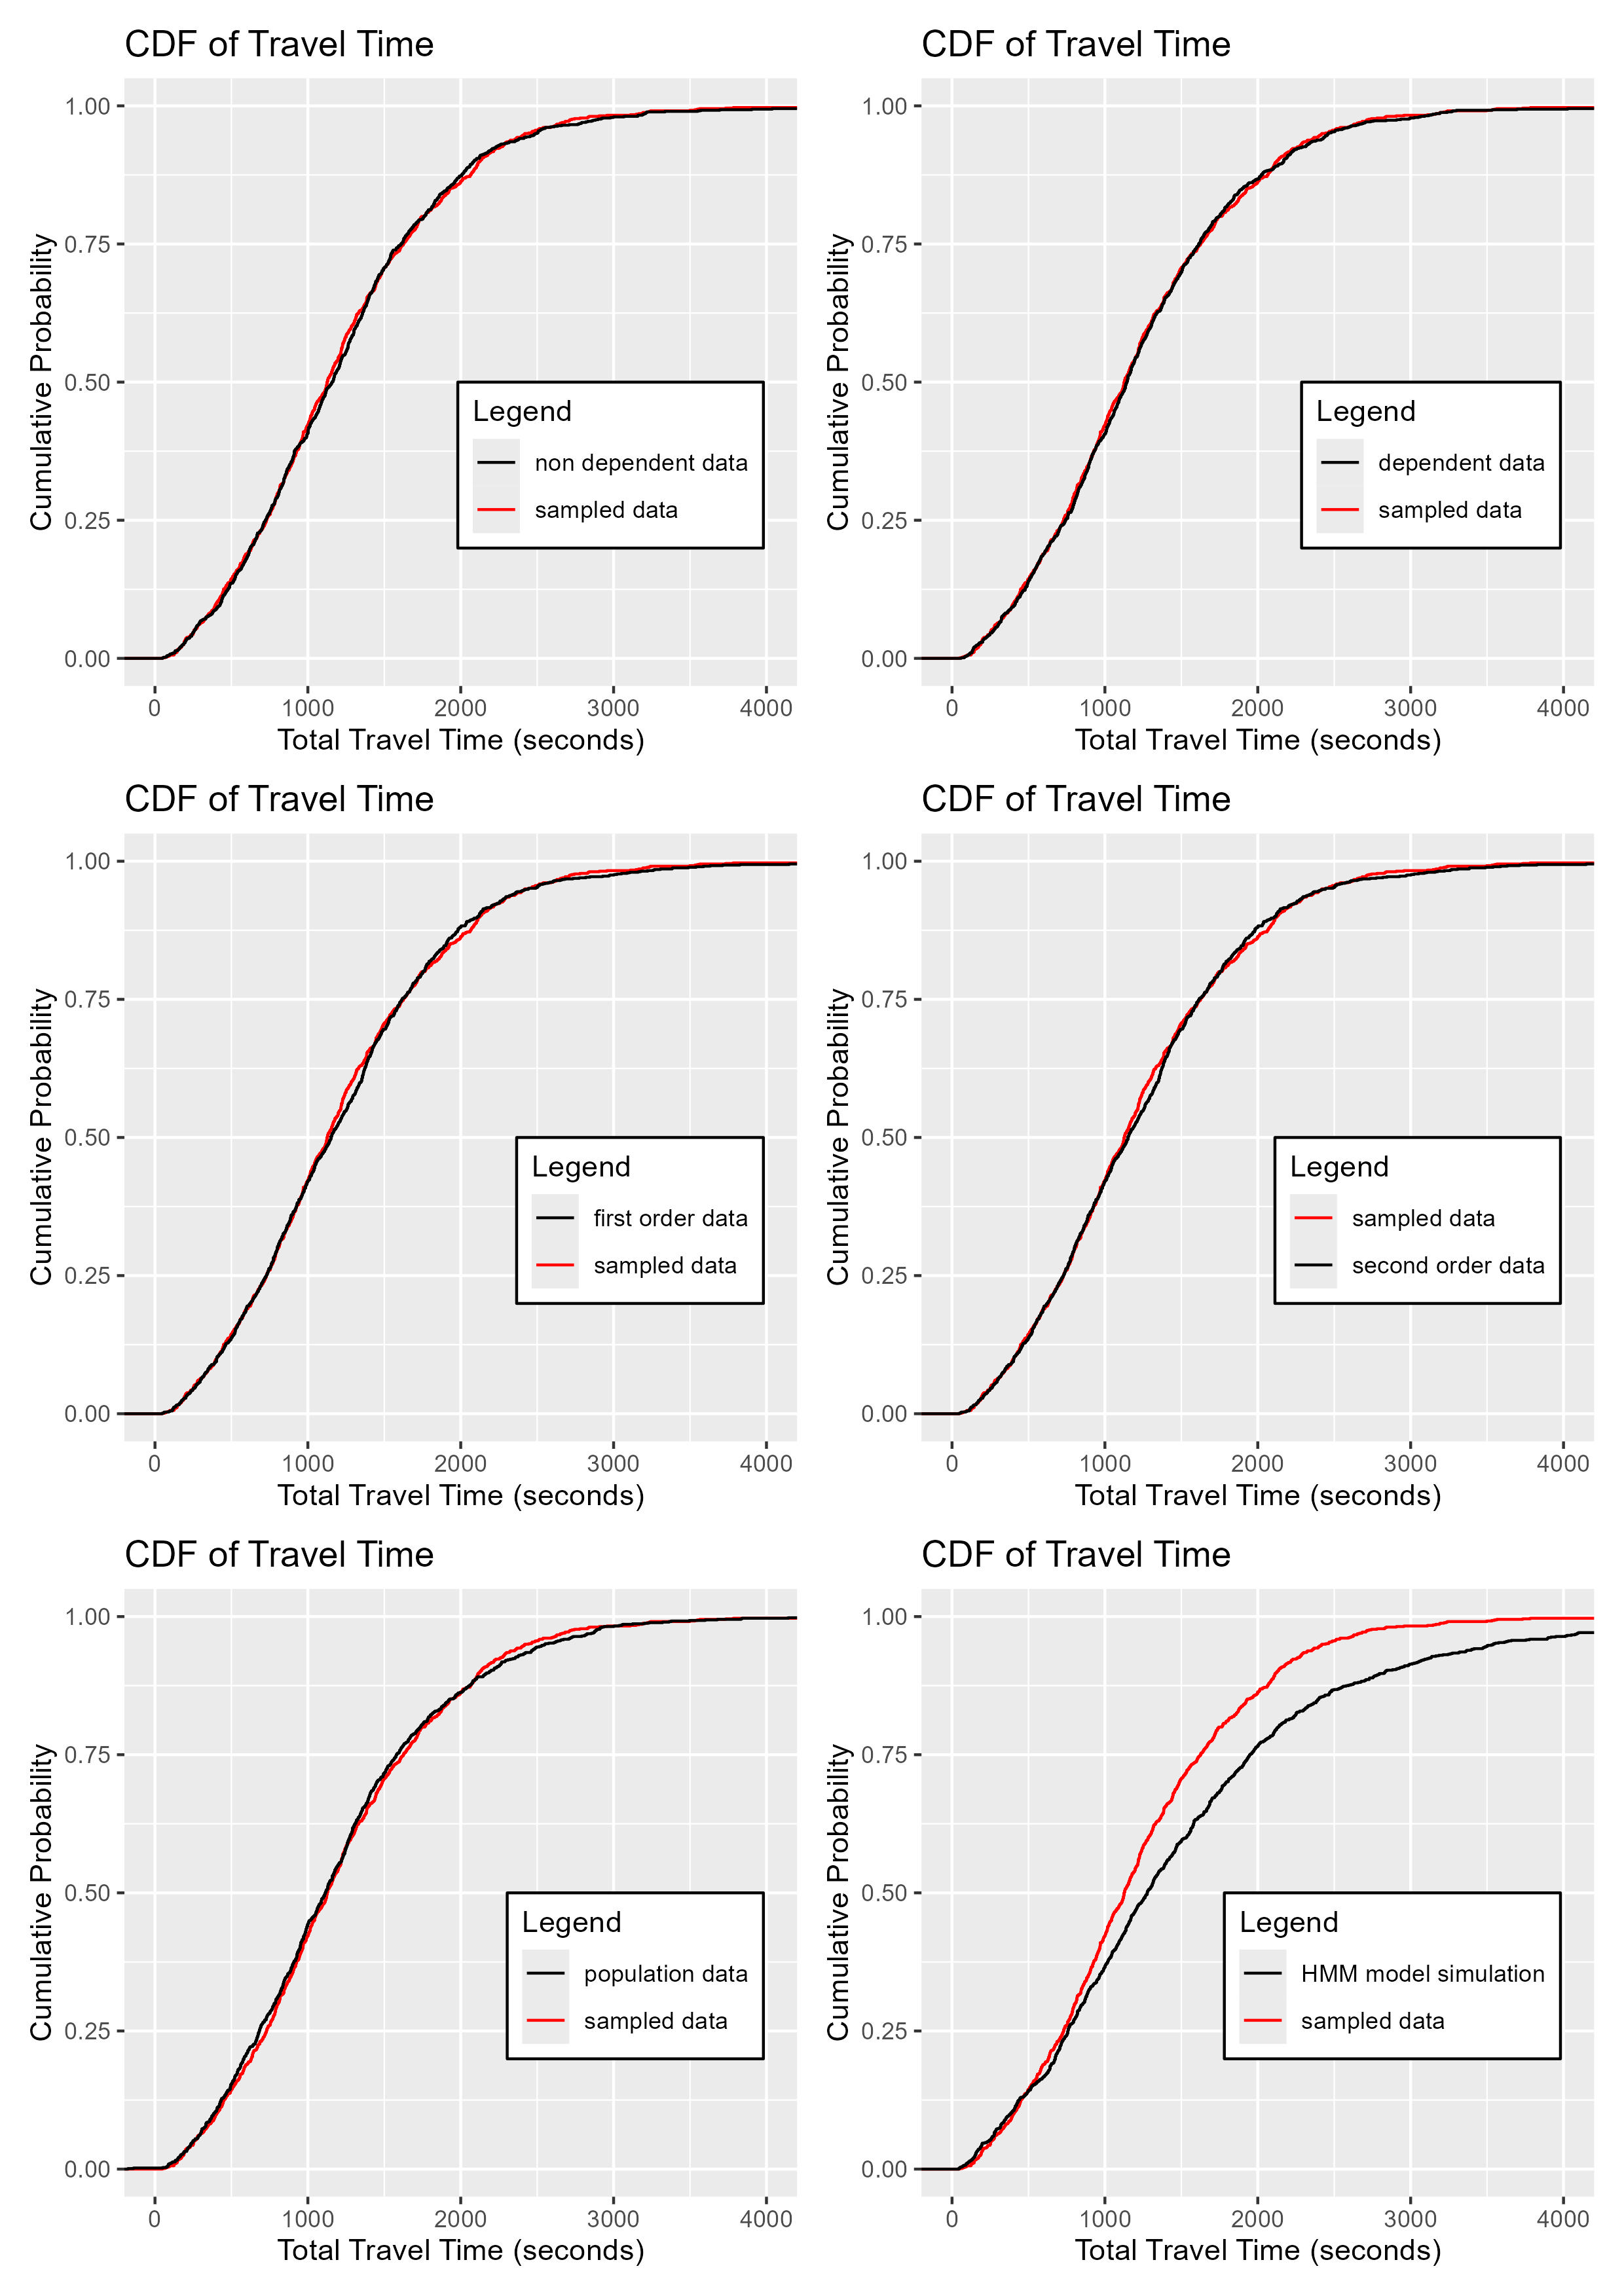 CDF of Travel Time
Cumulative Probability
1.00
0.75
0.50
0.25
0.00
Legend
non dependent data
sampled data
0 1000 2000 3000 4000
Total Travel Time (seconds)
CDF of Travel Time
Cumulative Probability
1.00
0.75
0.50
0.25
0.00
Legend
dependent data
sampled data
0 1000 2000 3000 4000
Total Travel Time (seconds)
CDF of Travel Time
Cumulative Probability
1.00
0.75
0.50
0.25
0.00
Legend
first order data
sampled data
0 1000 2000 3000 4000
Total Travel Time (seconds)
CDF of Travel Time
Cumulative Probability
1.00
0.75
0.50
0.25
0.00
Legend
sampled data
second order data
0 1000 2000 3000 4000
Total Travel Time (seconds)
CDF of Travel Time
Cumulative Probability
1.00
0.75
0.50
0.25
0.00
Legend
population data
sampled data
0 1000 2000 3000 4000
Total Travel Time (seconds)
CDF of Travel Time
Cumulative Probability
1.00
0.75
0.50
0.25
0.00
Legend
HMM model simulation
sampled data
0 1000 2000 3000 4000
Total Travel Time (seconds)